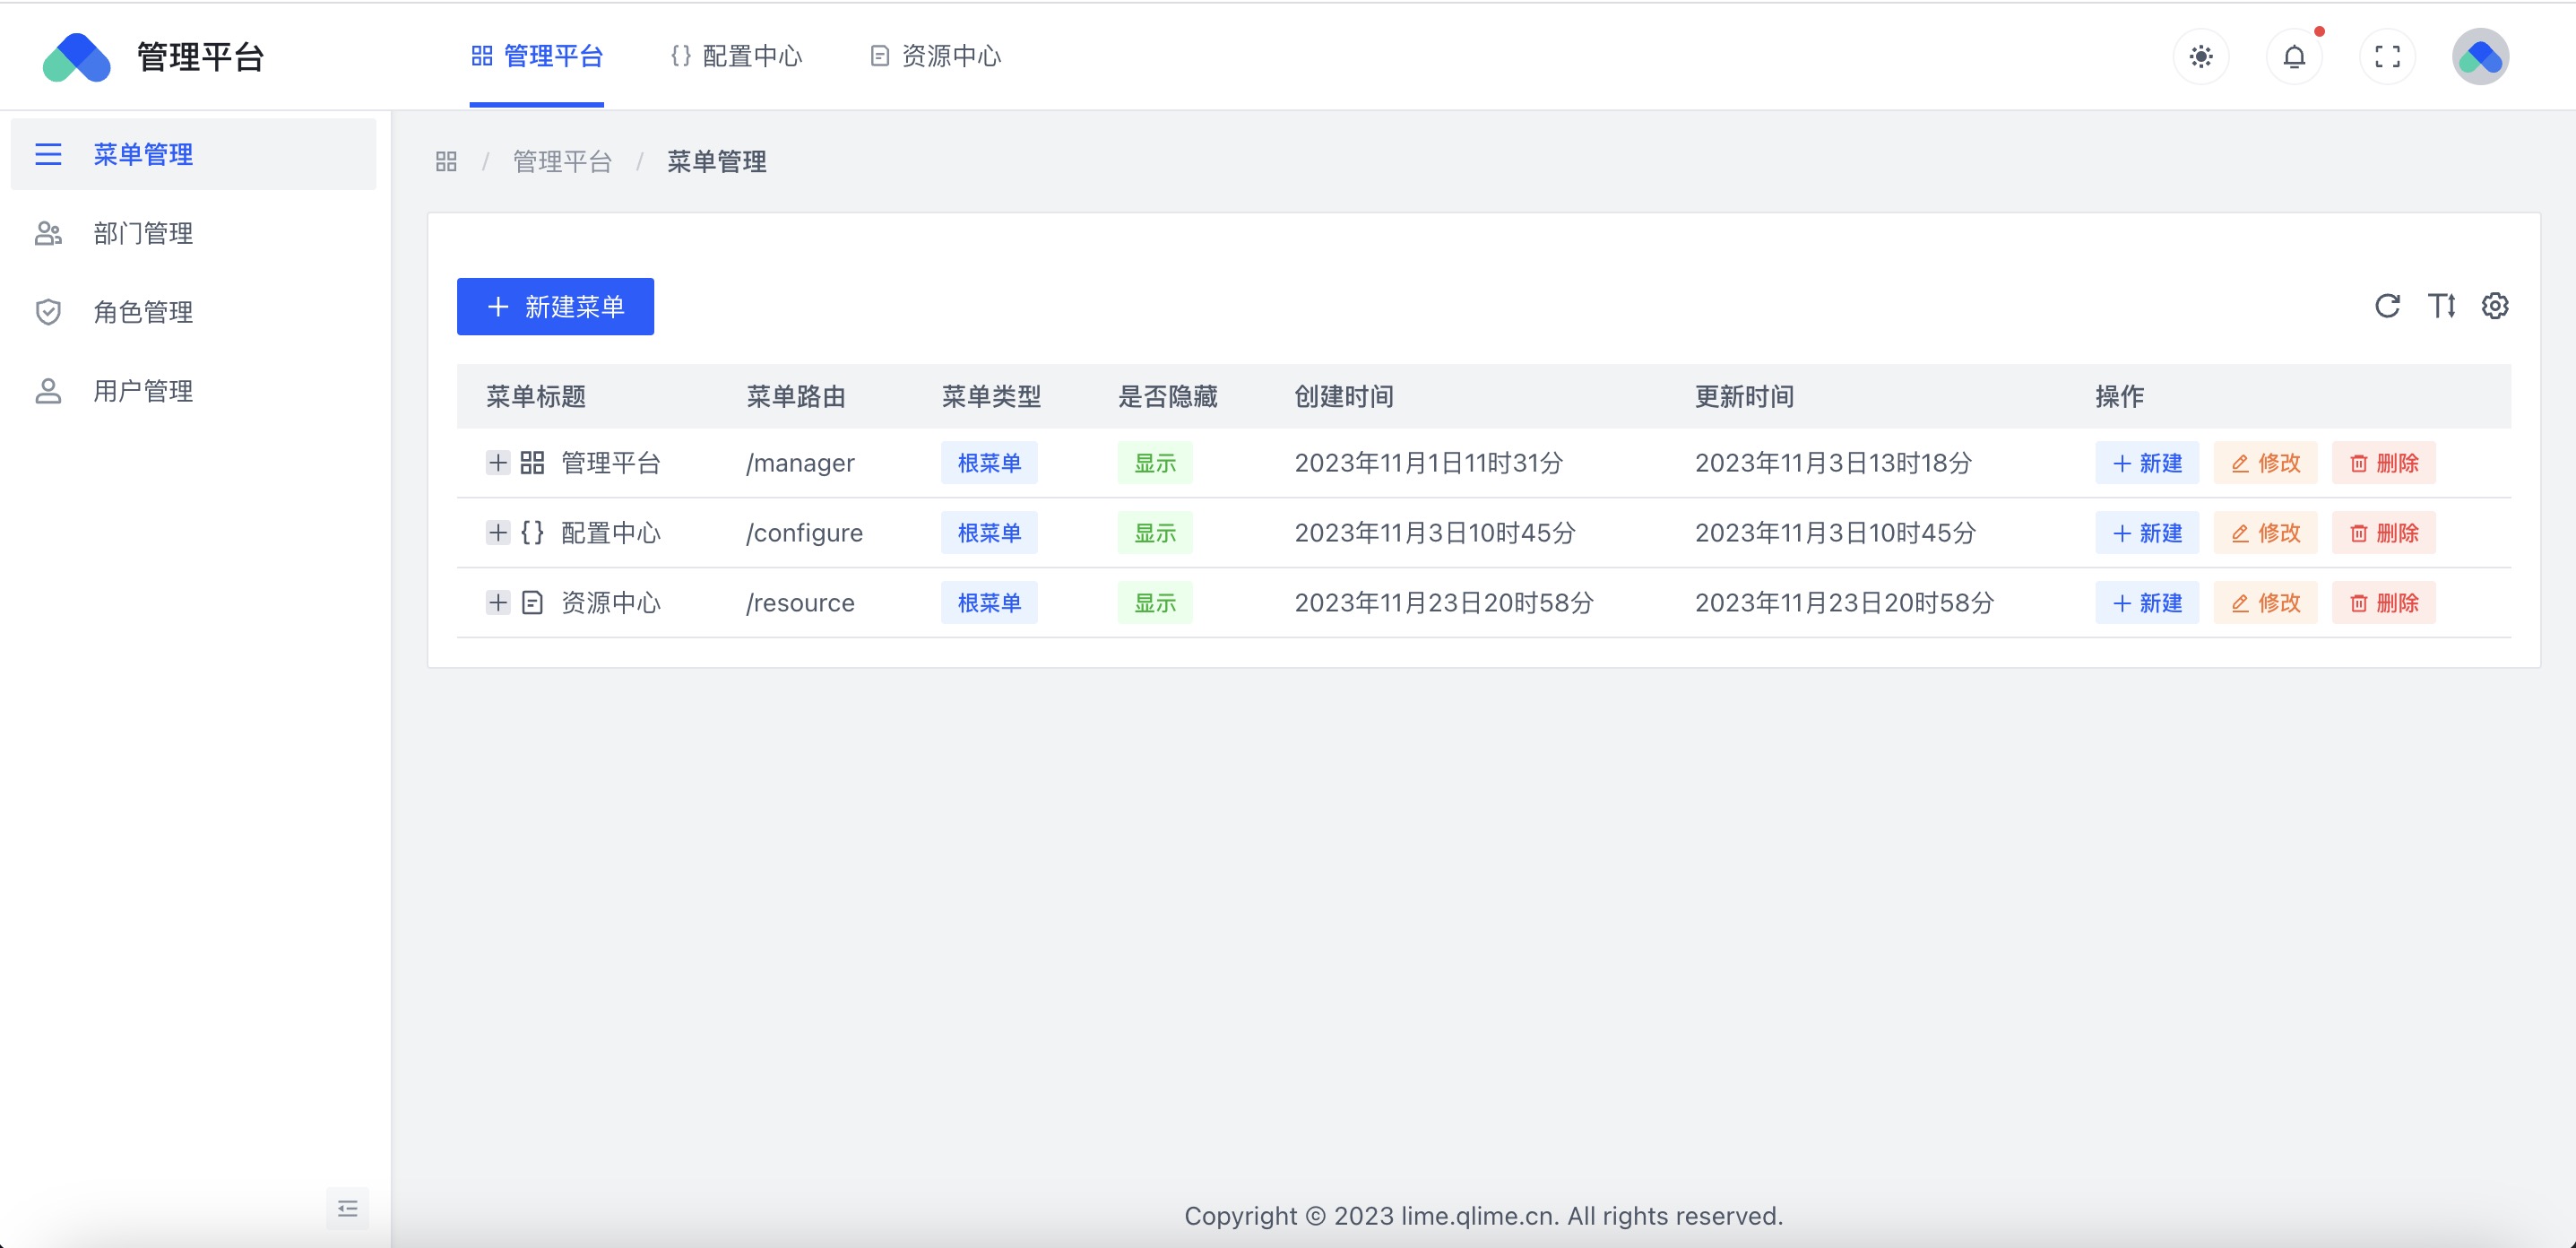 管理平台 管理平台 配置中心 资源中心
菜单管理
部门管理
角色管理
用户管理
/ 管理平台 / 菜单管理
新建菜单
菜单标题 菜单路由 菜单类型 是否隐藏 创建时间 更新时间 操作
管理平台 /manager 根菜单 显示 2023年11月1日11时31分 2023年11月3日13时18分 新建 修改 删除
配置中心 /configure 根菜单 显示 2023年11月3日10时45分 2023年11月3日10时45分 新建 修改 删除
资源中心 /resource 根菜单 显示 2023年11月23日20时58分 2023年11月23日20时58分 新建 修改 删除
Copyright © 2023 lime.qlime.cn. All rights reserved.